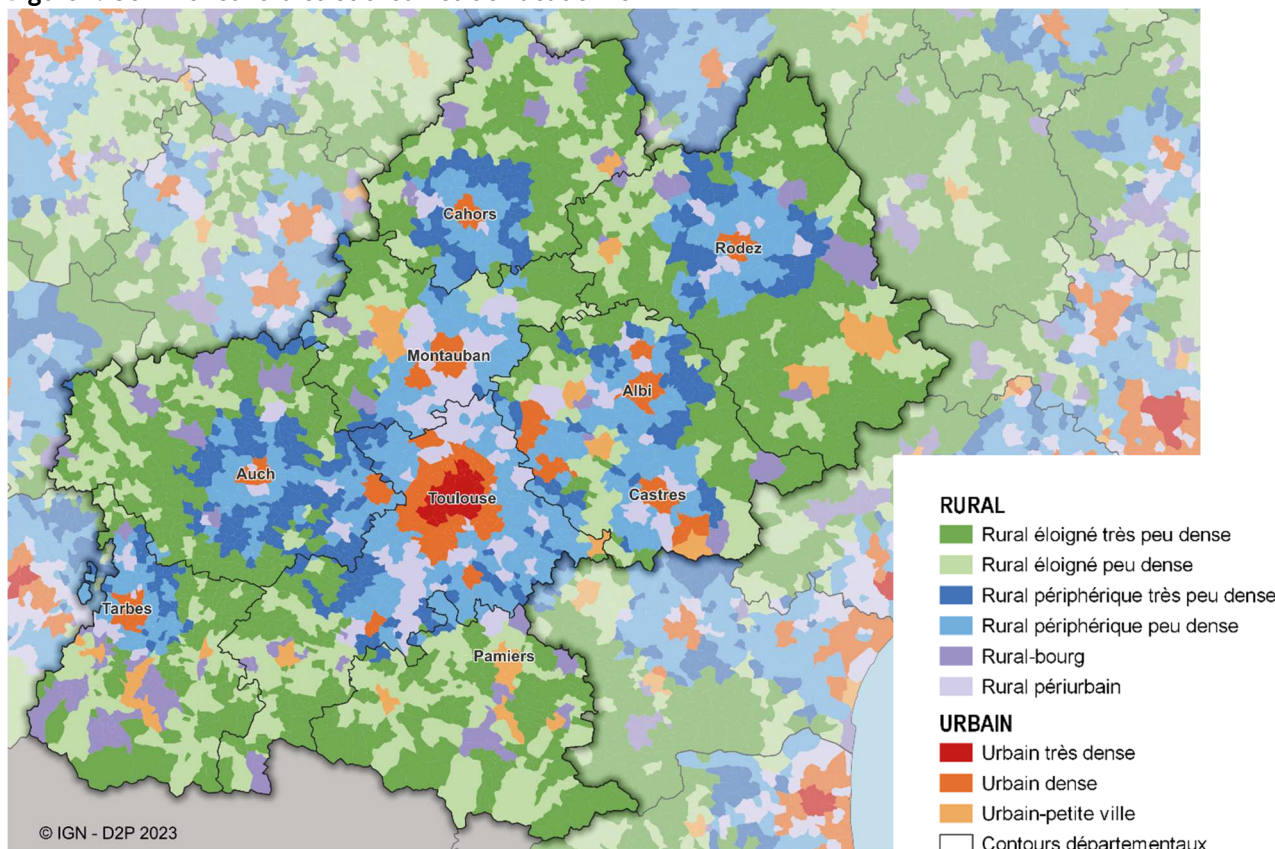 Cahors
Rodez
Montauban
Albi
Auch
Toulouse
Castres
Tarbes
Pamiers
© IGN - D2P 2023
RURAL
Rural éloigné très peu dense
Rural éloigné peu dense
Rural périphérique très peu dense
Rural périphérique peu dense
Rural-bourg
Rural périurbain
URBAIN
Urbain très dense
Urbain dense
Urbain-petite ville
Contours départementaux